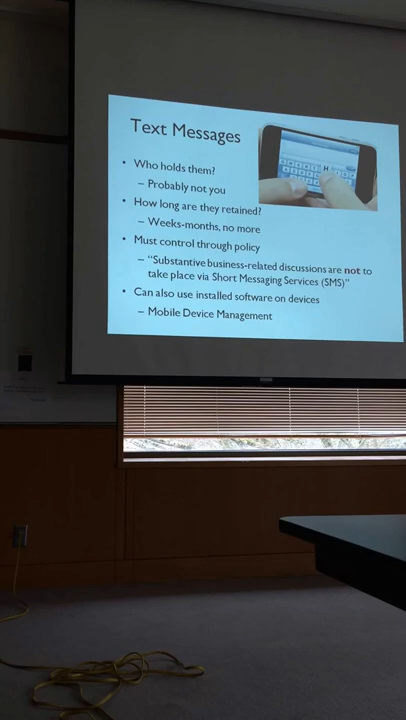 Text Messages
• Who holds them?
– Probably not you
• How long are they retained?
– Weeks-months, no more
• Must control through policy
– “Substantive business-related discussions are not to
take place via Short Messaging Services (SMS)”
• Can also use installed software on devices
– Mobile Device Management